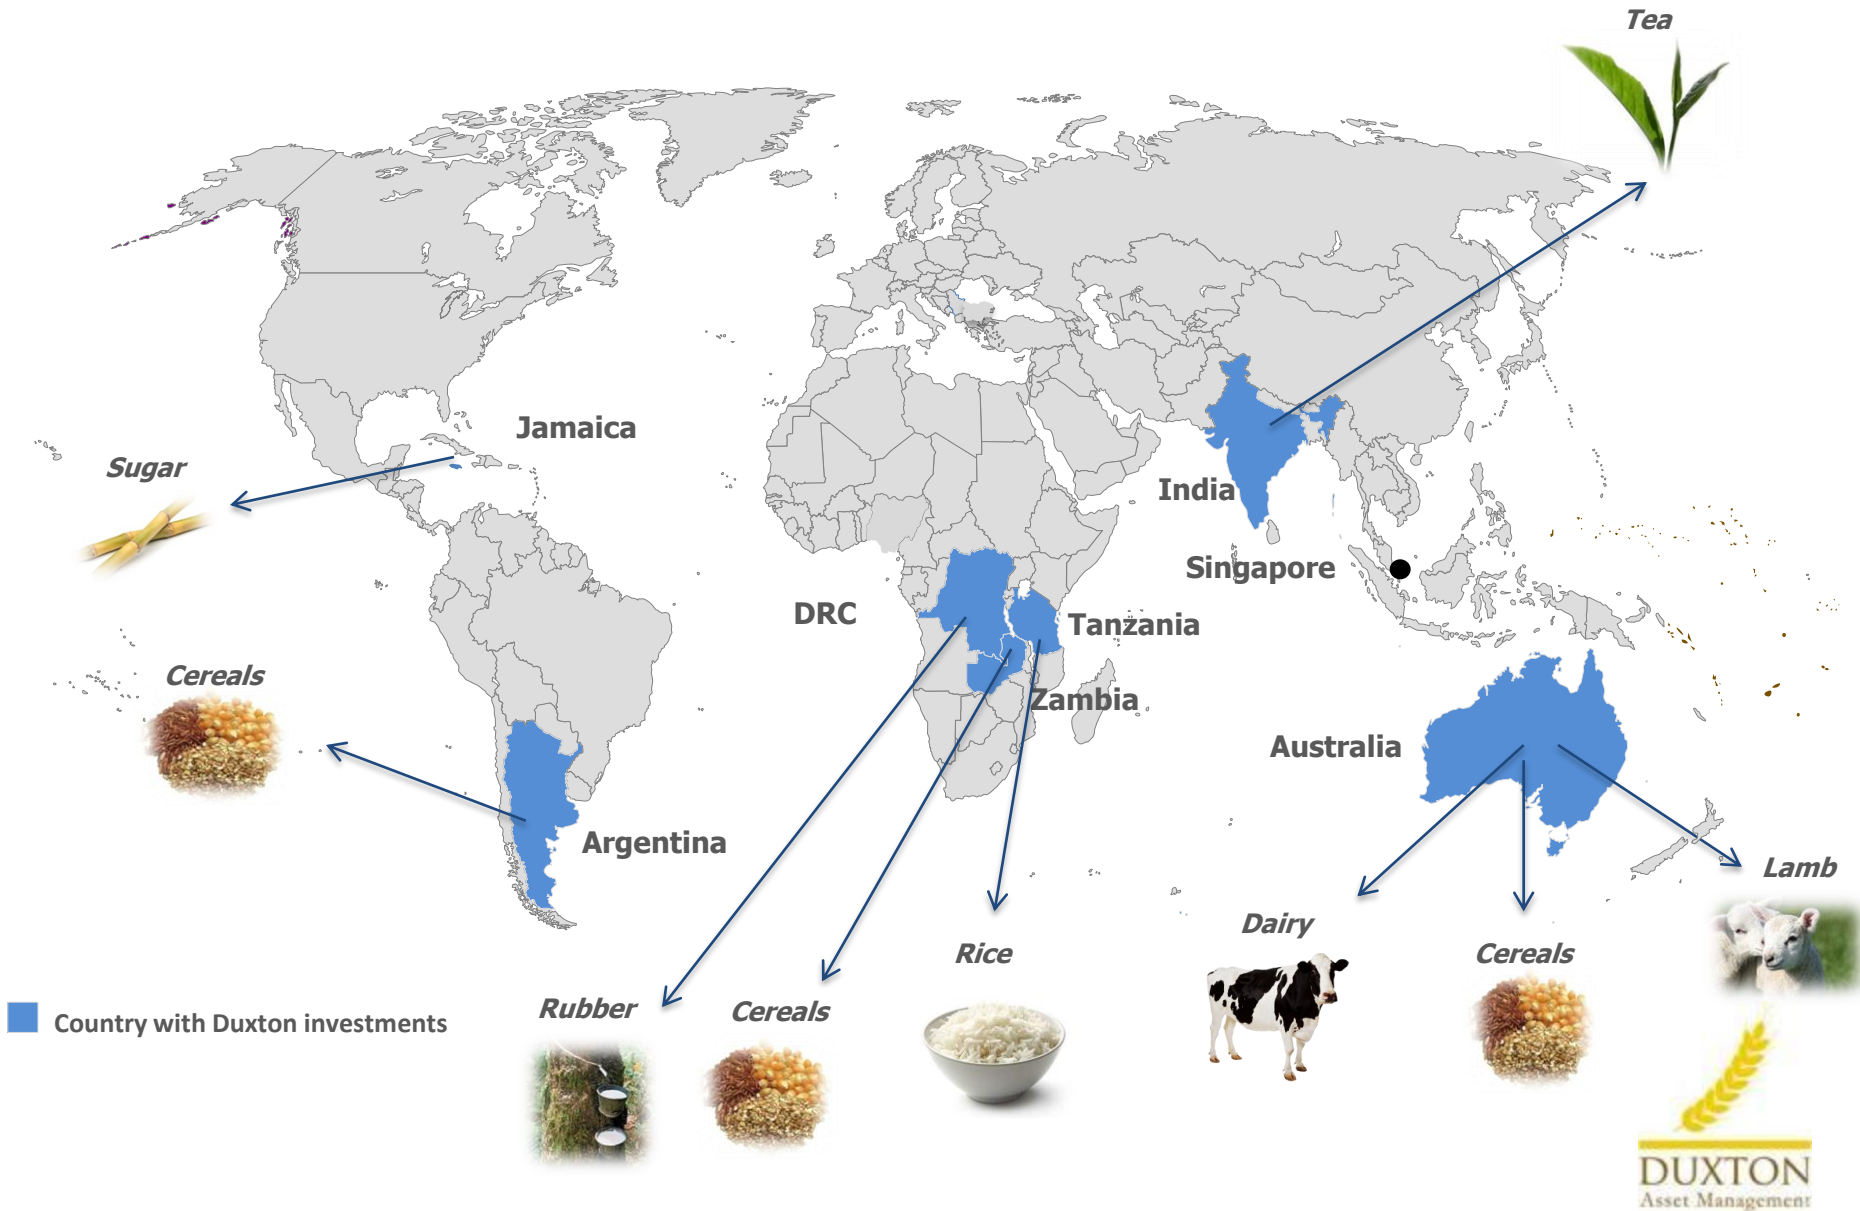 Tea
Jamaica
Sugar
India
Singapore
DRC
Tanzania
Cereals
Zambia
Australia
Argentina
Lamb
Dairy
Rice
Cereals
Rubber
Cereals
Country with Duxton investments
DUXTON
Asset Management